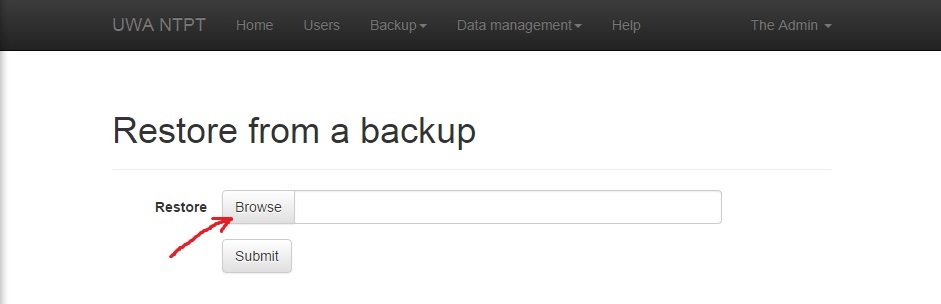 UWA NTPT Home Users Backup Data management Help The Admin
Restore from a backup
Restore Browse
Submit